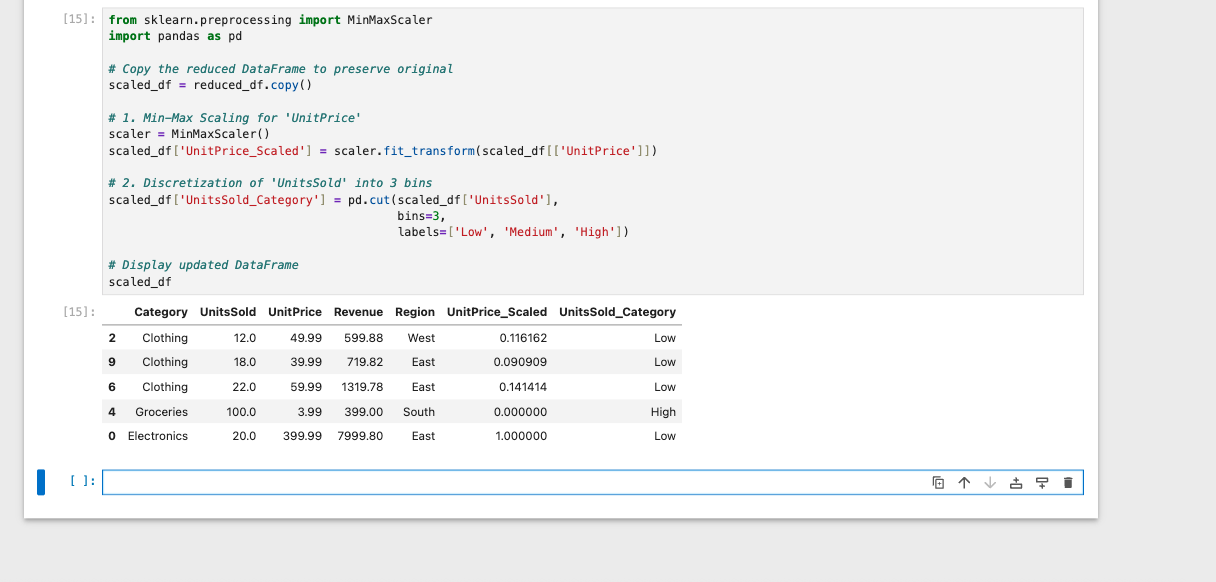 [15]: from sklearn.preprocessing import MinMaxScaler
import pandas as pd
# Copy the reduced DataFrame to preserve original
scaled_df = reduced_df.copy()
# 1. Min-Max Scaling for 'UnitPrice'
scaler = MinMaxScaler()
scaled_df['UnitPrice_Scaled'] = scaler.fit_transform(scaled_df[['UnitPrice']])
# 2. Discretization of 'UnitsSold' into 3 bins
scaled_df['UnitsSold_Category'] = pd.cut(scaled_df['UnitsSold'],
bins=3,
labels=['Low', 'Medium', 'High'])
# Display updated DataFrame
scaled_df
[15]: Category UnitsSold UnitPrice Revenue Region UnitPrice_Scaled UnitsSold_Category
2 Clothing 12.0 49.99 599.88 West 0.116162 Low
9 Clothing 18.0 39.99 719.82 East 0.090909 Low
6 Clothing 22.0 59.99 1319.78 East 0.141414 Low
4 Groceries 100.0 3.99 399.00 South 0.000000 High
0 Electronics 20.0 399.99 7999.80 East 1.000000 Low
[ ]: